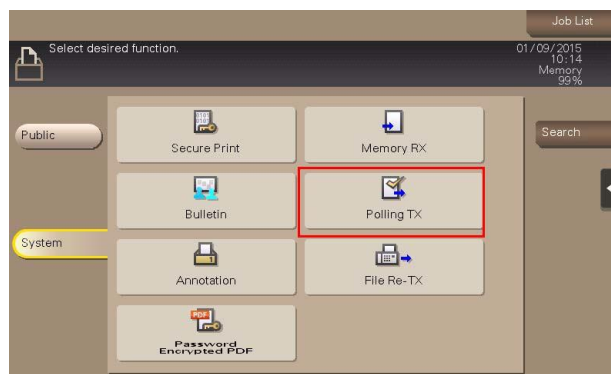 Job List
Select desired function.
01/09/2015
10:14
Memory
99%
Public
Secure Print
Memory RX
Search
Bulletin
Polling TX
System
Annotation
File Re-TX
PDF
Password
Encrypted PDF